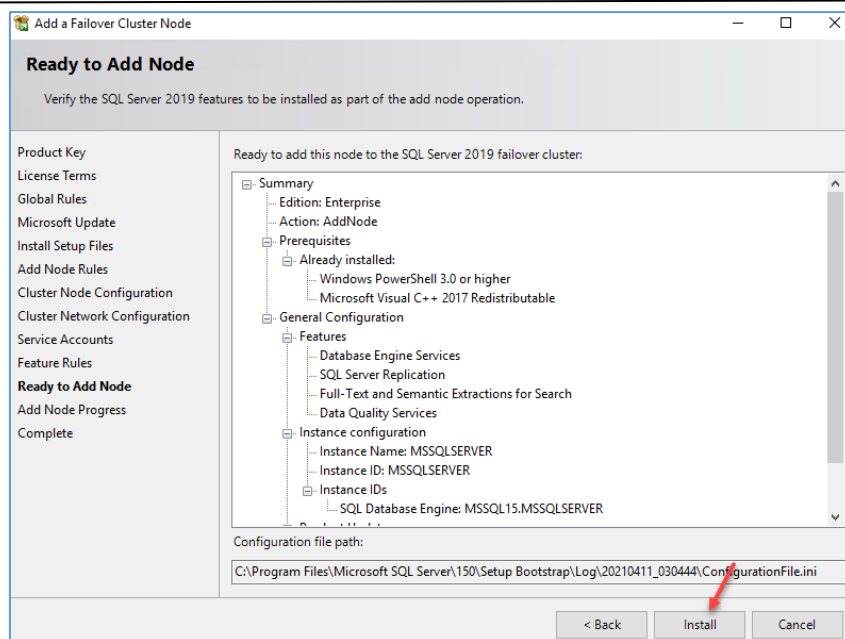 Add a Failover Cluster Node
Ready to Add Node
Verify the SQL Server 2019 features to be installed as part of the add node operation.
Product Key
License Terms
Global Rules
Microsoft Update
Install Setup Files
Add Node Rules
Cluster Node Configuration
Cluster Network Configuration
Service Accounts
Feature Rules
Ready to Add Node
Add Node Progress
Complete
Ready to add this node to the SQL Server 2019 failover cluster:
Summary
Edition: Enterprise
Action: AddNode
Prerequisites
Already installed:
Windows PowerShell 3.0 or higher
Microsoft Visual C++ 2017 Redistributable
General Configuration
Features
Database Engine Services
SQL Server Replication
Full-Text and Semantic Extractions for Search
Data Quality Services
Instance configuration
Instance Name: MSSQLSERVER
Instance ID: MSSQLSERVER
Instance IDs
SQL Database Engine: MSSQL15.MSSQLSERVER
Configuration file path:
C:\Program Files\Microsoft SQL Server\150\Setup Bootstrap\Log\20210411_030444\ConfigurationFile.ini
< Back
Install
Cancel